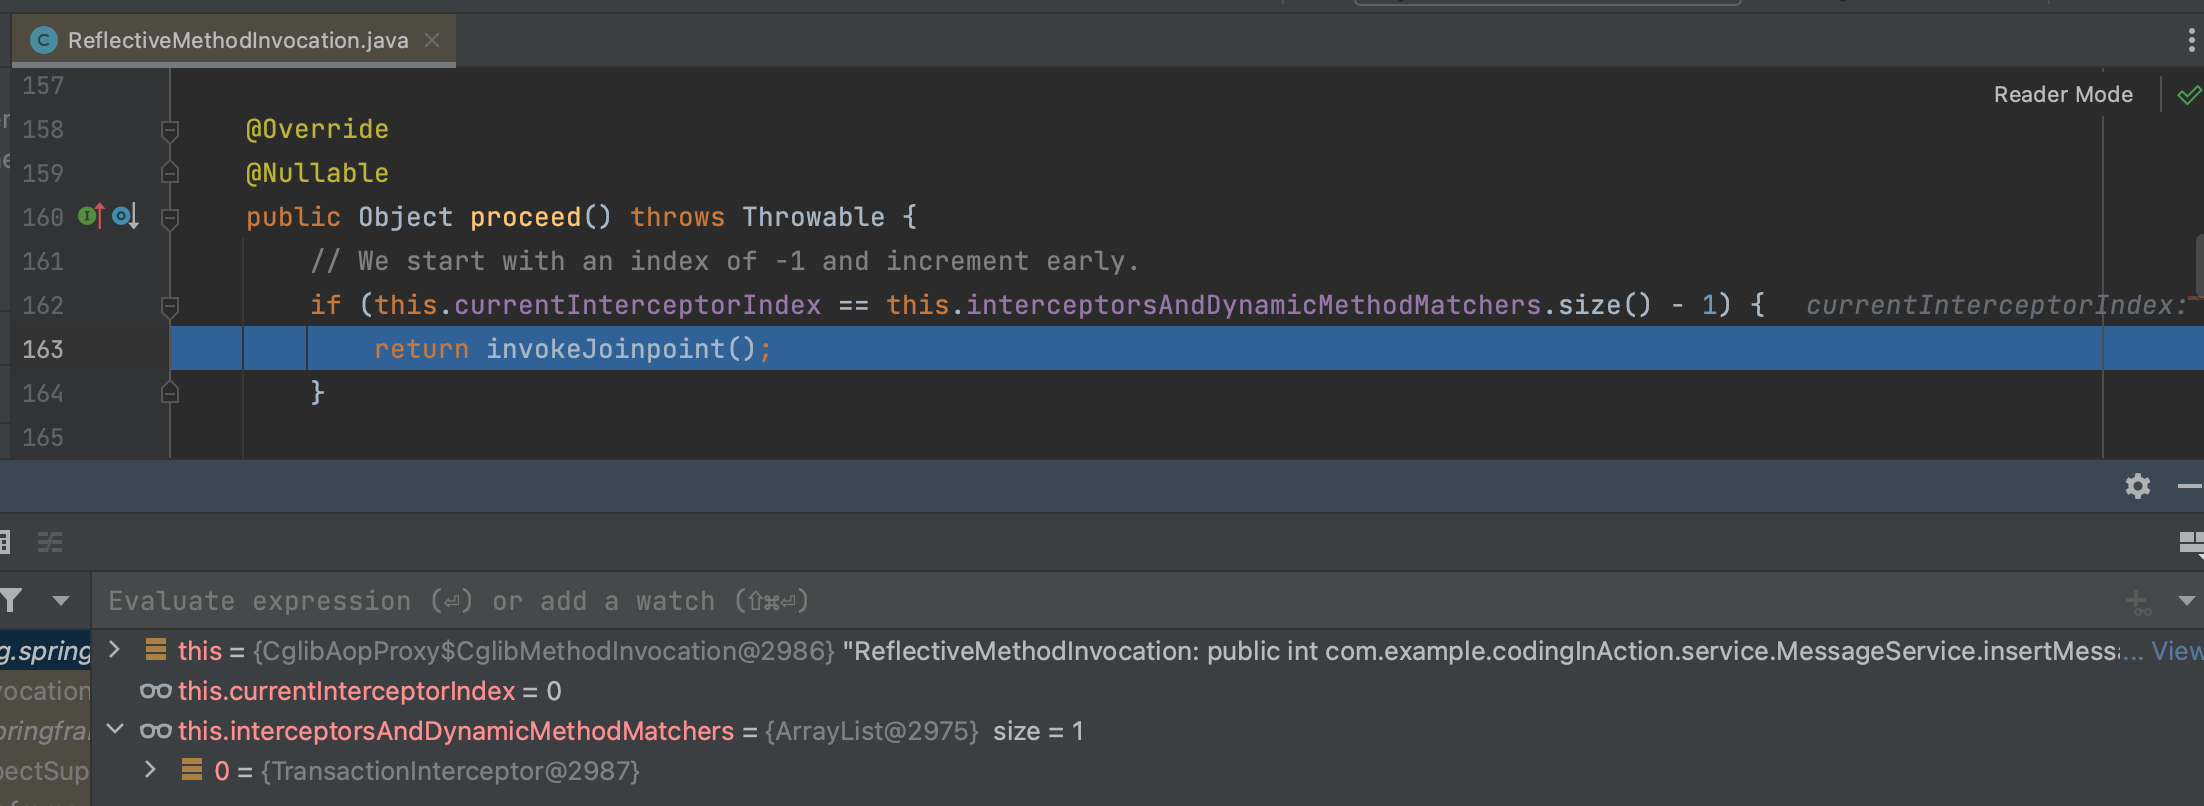 ReflectiveMethodInvocation.java
Reader Mode
157
158 @Override
159 @Nullable
160 public Object proceed() throws Throwable {
161 // We start with an index of -1 and increment early.
162 if (this.currentInterceptorIndex == this.interceptorsAndDynamicMethodMatchers.size() - 1) { currentInterceptorIndex:
163 return invokeJoinpoint();
164 }
165
Evaluate expression (⏎) or add a watch (⇧⌘⏎)
g.spring
this = {CglibAopProxy$CglibMethodInvocation@2986} "ReflectiveMethodInvocation: public int com.example.codingInAction.service.MessageService.insertMess... View
vocation
this.currentInterceptorIndex = 0
pringfra
this.interceptorsAndDynamicMethodMatchers = {ArrayList@2975} size = 1
pectSup
0 = {TransactionInterceptor@2987}